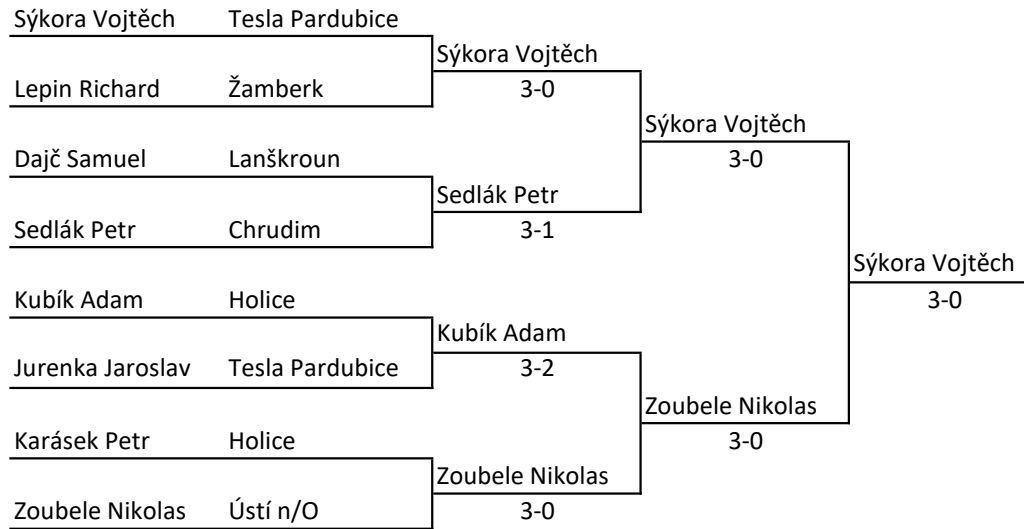 Sýkora Vojtěch Tesla Pardubice
Sýkora Vojtěch
Lepin Richard Žamberk 3-0
Sýkora Vojtěch
Dajč Samuel Lanškroun 3-0
Sedlák Petr
Sedlák Petr Chrudim 3-1
Sýkora Vojtěch
Kubík Adam Holice 3-0
Kubík Adam
Jurenka Jaroslav Tesla Pardubice 3-2
Zoubele Nikolas
Karásek Petr Holice 3-0
Zoubele Nikolas
Zoubele Nikolas Ústí n/O 3-0